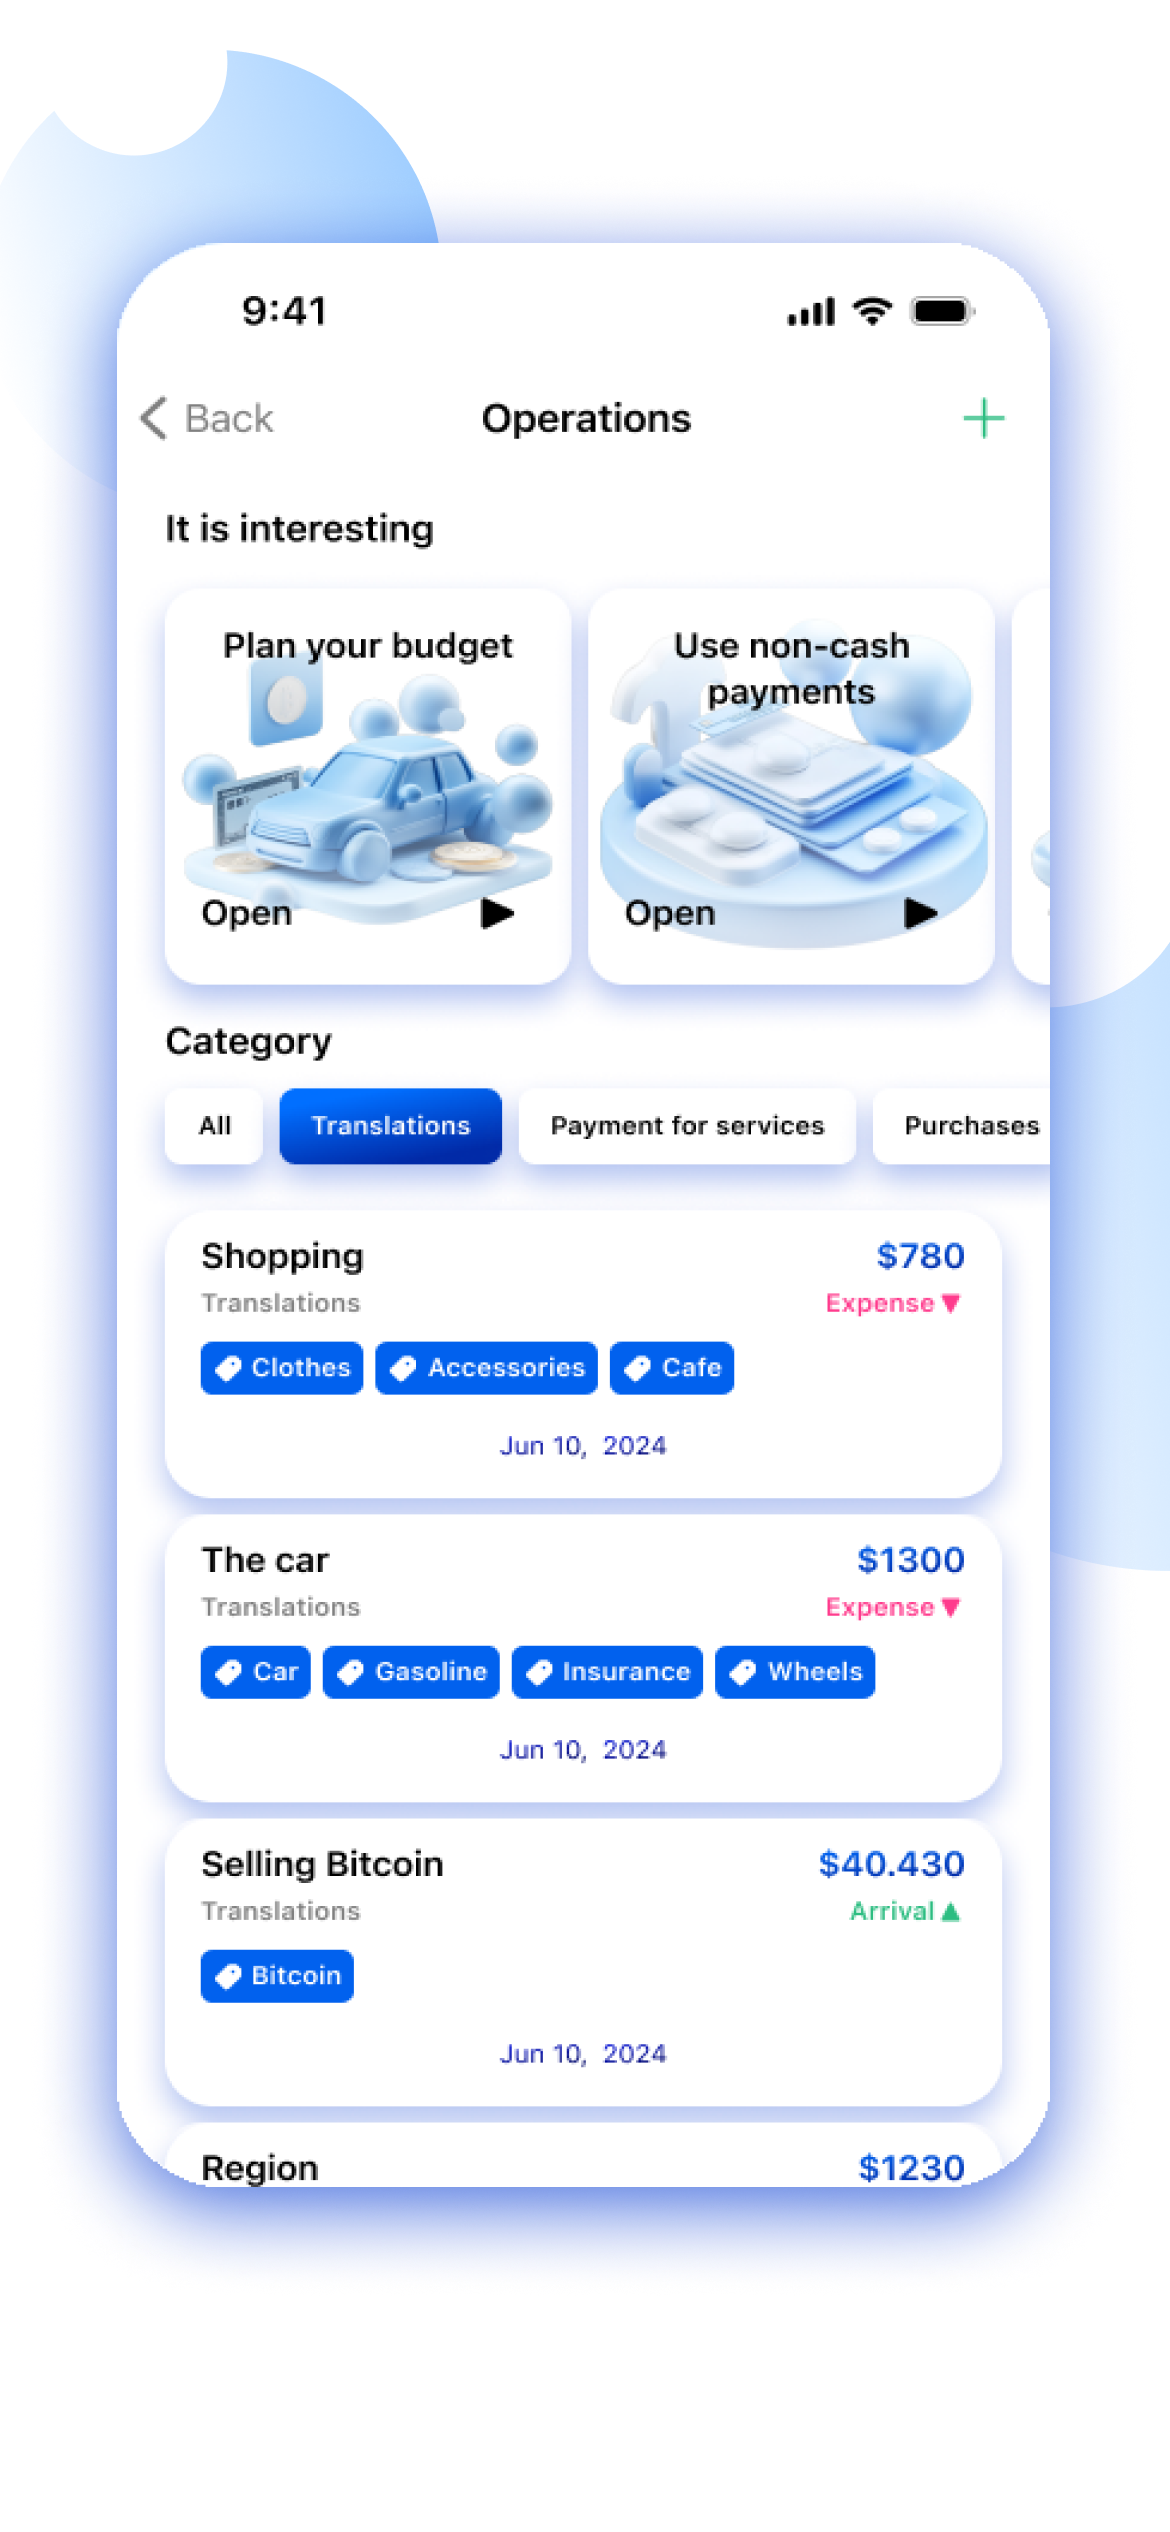 9:41
Back
Operations
It is interesting
Plan your budget
Open
Use non-cash
payments
Open
Category
All
Translations
Payment for services
Purchases
Shopping
$780
Translations
Expense
Clothes
Accessories
Cafe
Jun 10, 2024
The car
$1300
Translations
Expense
Car
Gasoline
Insurance
Wheels
Jun 10, 2024
Selling Bitcoin
$40.430
Translations
Arrival
Bitcoin
Jun 10, 2024
Region
$1230